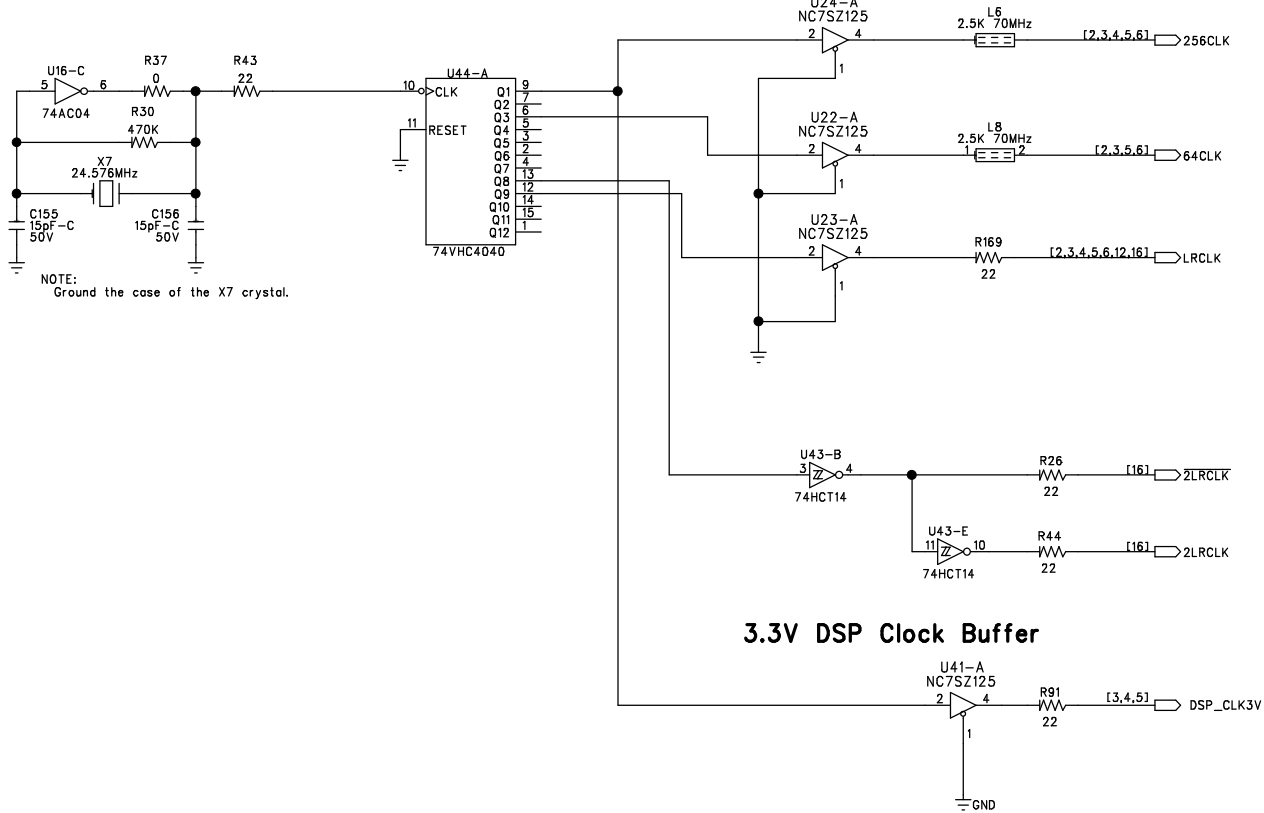 U24-A
NC7SZ125
2 4
1
L6
2.5K 70MHz
[2,3,4,5,6] 256CLK
U16-C
5 6
74AC04
R37
0
R43
22
R30
470K
X7
24.576MHz
C155
15pF-C
50V
C156
15pF-C
50V
NOTE:
Ground the case of the X7 crystal.
U44-A
10 CLK
11 RESET
Q1 9
Q2 7
Q3 6
Q4 5
Q5 3
Q6 2
Q7 4
Q8 13
Q9 12
Q10 14
Q11 15
Q12 1
74VHC4040
U22-A
NC7SZ125
2 4
1
L8
2.5K 70MHz
1 2
[2,3,5,6] 64CLK
U23-A
NC7SZ125
2 4
1
R169
22
[2,3,4,5,6,12,16] LRCLK
U43-B
3 4
74HCT14
R26
22
[16] 2LRCLK
U43-E
11 10
74HCT14
R44
22
[16] 2LRCLK
3.3V DSP Clock Buffer
U41-A
NC7SZ125
2 4
1
R91
22
[3,4,5] DSP_CLK3V
GND